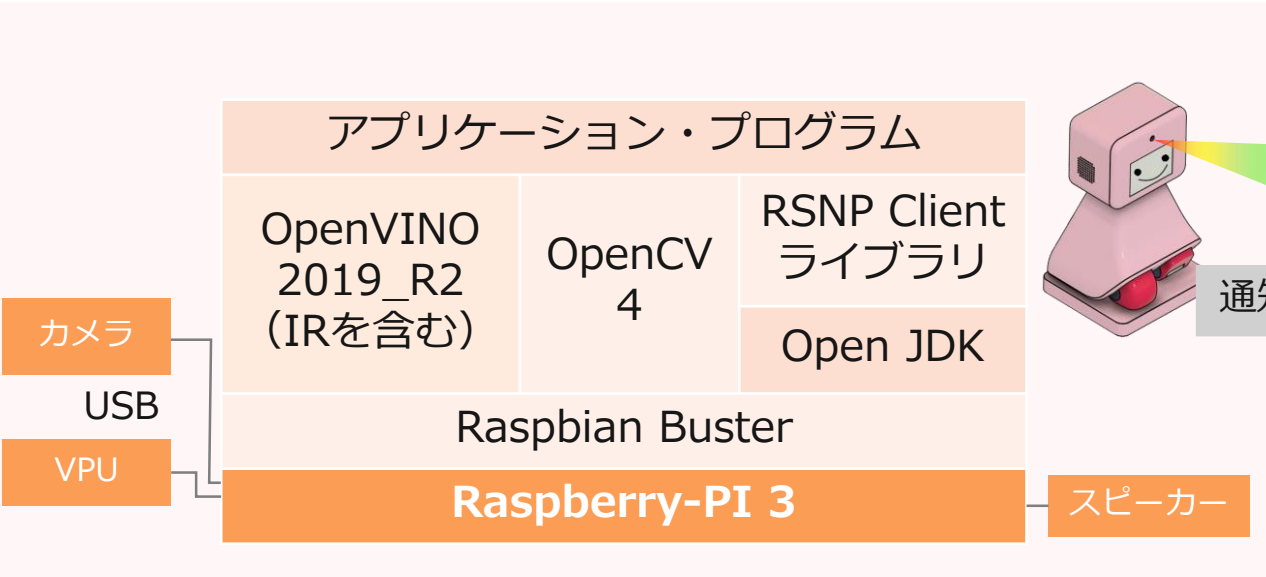 アプリケーション・プログラム
OpenVINO
2019_R2
（IRを含む）
OpenCV
4
RSNP Client
ライブラリ
Open JDK
Raspbian Buster
Raspberry-PI 3
カメラ
USB
VPU
スピーカー
通